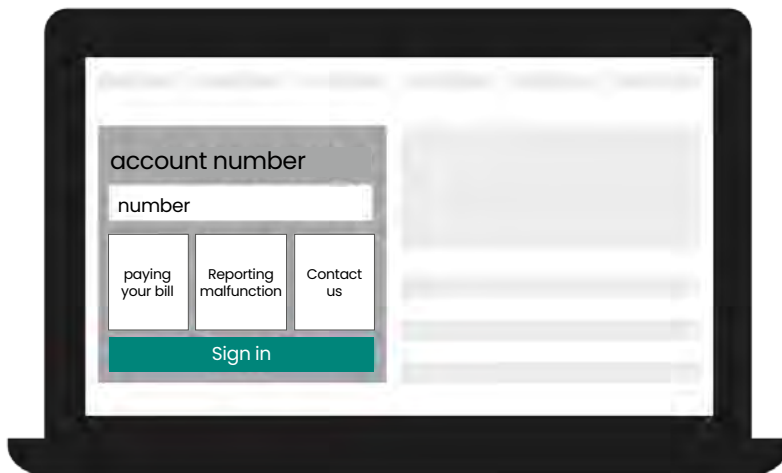 account number
number
paying
your bill
Reporting
malfunction
Contact
us
Sign in